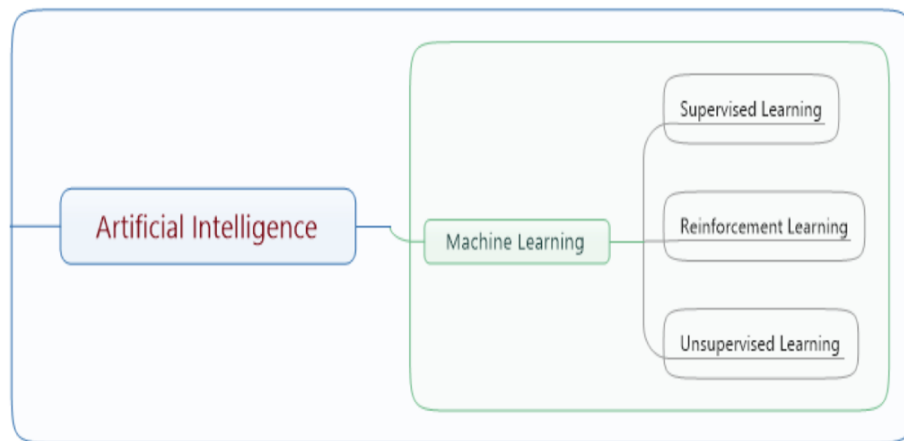 Artificial Intelligence
Machine Learning
Supervised Learning
Reinforcement Learning
Unsupervised Learning